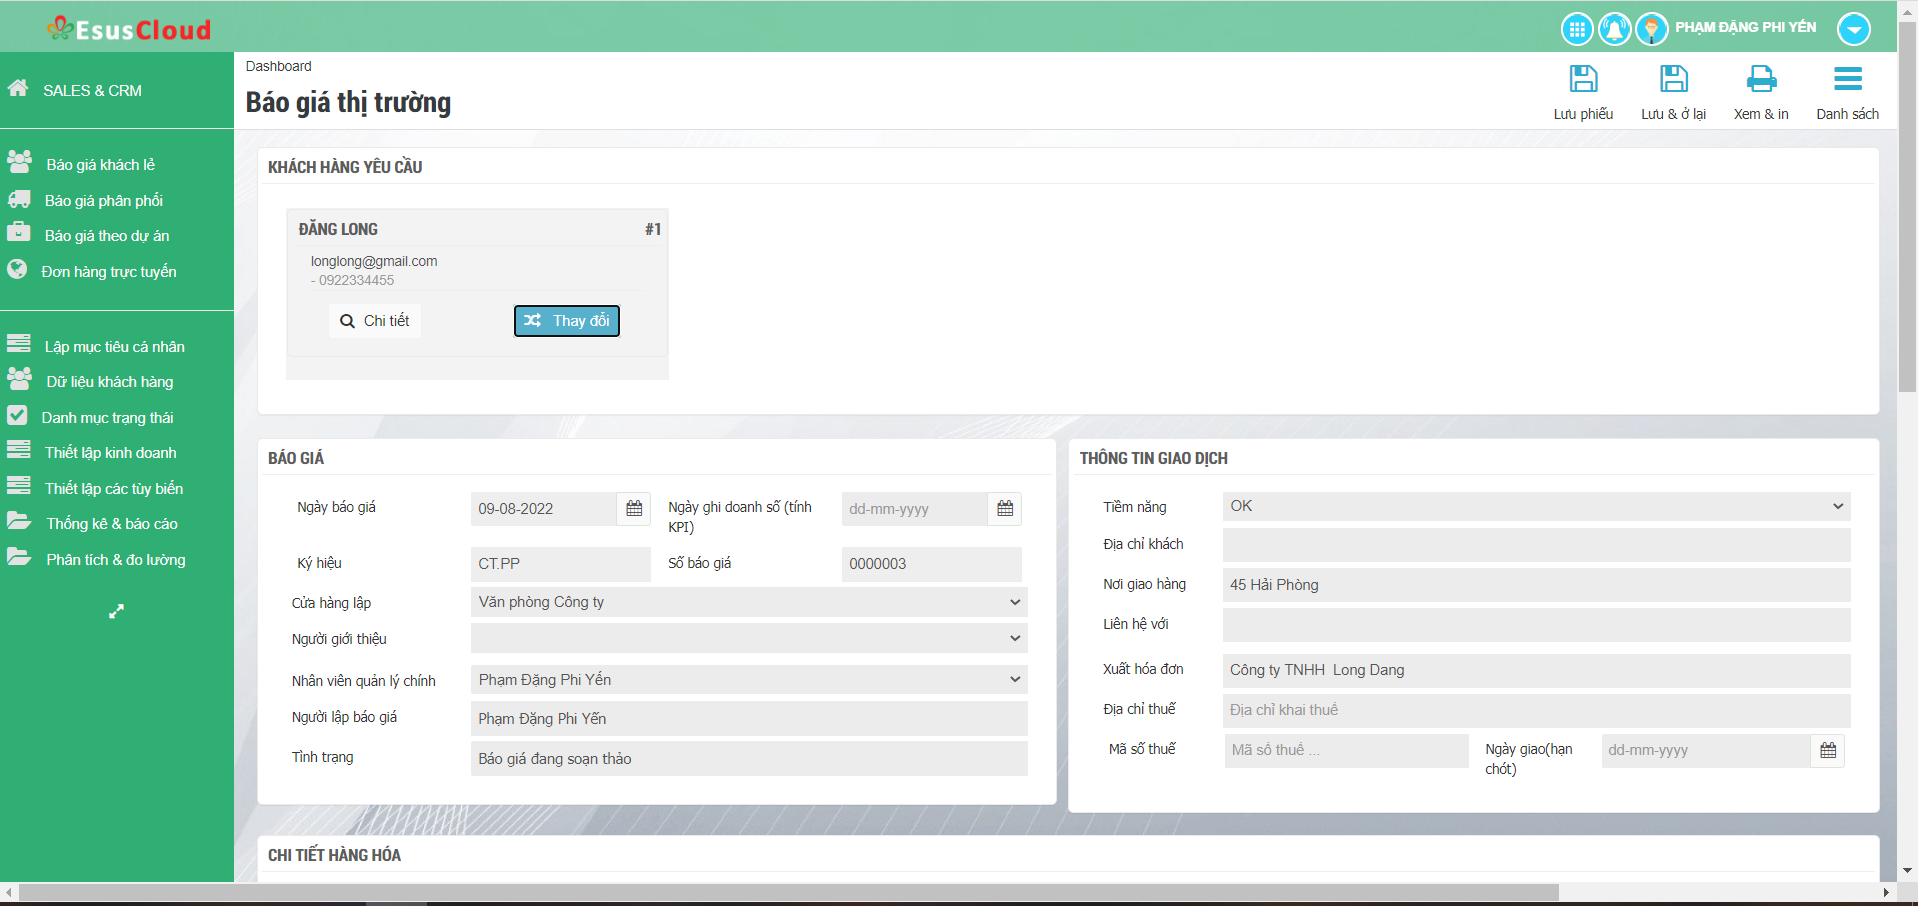 EsusCloud
PHẠM ĐẶNG PHI YẾN
SALES & CRM
Báo giá khách lẻ
Báo giá phân phối
Báo giá theo dự án
Đơn hàng trực tuyến
Lập mục tiêu cá nhân
Dữ liệu khách hàng
Danh mục trạng thái
Thiết lập kinh doanh
Thiết lập các tùy biến
Thống kê & báo cáo
Phân tích & đo lường
Dashboard
Báo giá thị trường
Lưu phiếu
Lưu & ở lại
Xem & in
Danh sách
KHÁCH HÀNG YÊU CẦU
ĐĂNG LONG #1
longlong@gmail.com
- 0922334455
Chi tiết
Thay đổi
BÁO GIÁ
Ngày báo giá 09-08-2022 Ngày ghi doanh số (tính
KPI) dd-mm-yyyy
Ký hiệu CT.PP Số báo giá 0000003
Cửa hàng lập Văn phòng Công ty
Người giới thiệu
Nhân viên quản lý chính Phạm Đặng Phi Yến
Người lập báo giá Phạm Đặng Phi Yến
Tình trạng Báo giá đang soạn thảo
THÔNG TIN GIAO DỊCH
Tiềm năng OK
Địa chỉ khách
Nơi giao hàng 45 Hải Phòng
Liên hệ với
Xuất hóa đơn Công ty TNHH  Long Dang
Địa chỉ thuế Địa chỉ khai thuế
Mã số thuế Mã số thuế ... Ngày giao(hạn
chót) dd-mm-yyyy
CHI TIẾT HÀNG HÓA